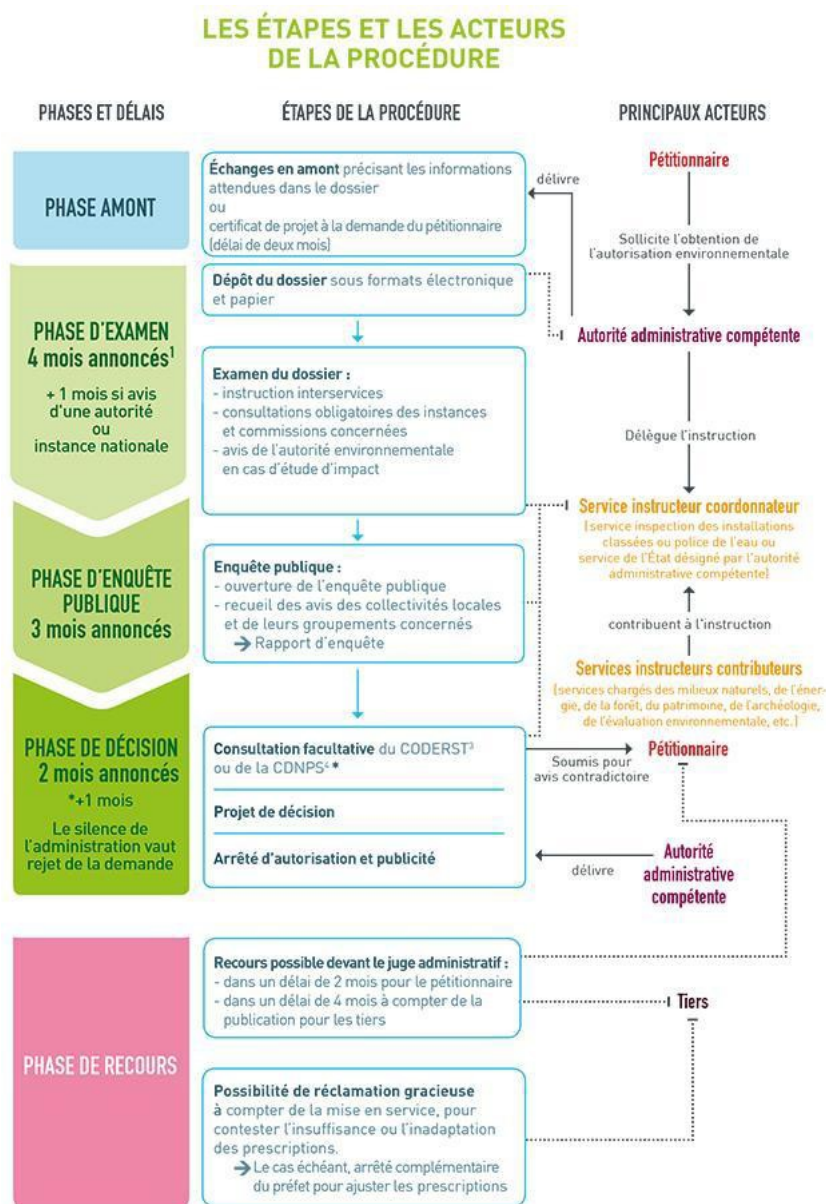 LES ÉTAPES ET LES ACTEURS
DE LA PROCÉDURE
PHASES ET DÉLAIS
ÉTAPES DE LA PROCÉDURE
PRINCIPAUX ACTEURS
PHASE AMONT
Échanges en amont précisant les informations
attendues dans le dossier
ou
certificat de projet à la demande du pétitionnaire
(délai de deux mois)
délivre
Pétitionnaire
Sollicite l'obtention de
l'autorisation environnementale
Dépôt du dossier sous formats électronique
et papier
Autorité administrative compétente
PHASE D'EXAMEN
4 mois annoncés¹
+ 1 mois si avis
d'une autorité
ou
instance nationale
Examen du dossier :
- instruction interservices
- consultations obligatoires des instances
et commissions concernées
- avis de l'autorité environnementale
en cas d'étude d'impact
Délègue l'instruction
Service instructeur coordonnateur
(service inspection des installations
classées ou police de l'eau ou
service de l'État désigné par l'autorité
administrative compétente)
PHASE D'ENQUÊTE
PUBLIQUE
3 mois annoncés
Enquête publique :
- ouverture de l'enquête publique
- recueil des avis des collectivités locales
et de leurs groupements concernés
→ Rapport d'enquête
contribuent à l'instruction
Services instructeurs contributeurs
(services chargés des milieux naturels, de l'éner-
gie, de la forêt, du patrimoine, de l'archéologie,
de l'évaluation environnementale, etc.)
PHASE DE DÉCISION
2 mois annoncés
*+1 mois
Le silence de
l'administration vaut
rejet de la demande
Consultation facultative du CODERST³
ou de la CDNPS⁴ *
Projet de décision
Arrêté d'autorisation et publicité
Soumis pour
avis contradictoire
Pétitionnaire
délivre
Autorité
administrative
compétente
PHASE DE RECOURS
Recours possible devant le juge administratif :
- dans un délai de 2 mois pour le pétitionnaire
- dans un délai de 4 mois à compter de la
publication pour les tiers
Tiers
Possibilité de réclamation gracieuse
à compter de la mise en service, pour
contester l'insuffisance ou l'inadaptation
des prescriptions.
→ Le cas échéant, arrêté complémentaire
du préfet pour ajuster les prescriptions